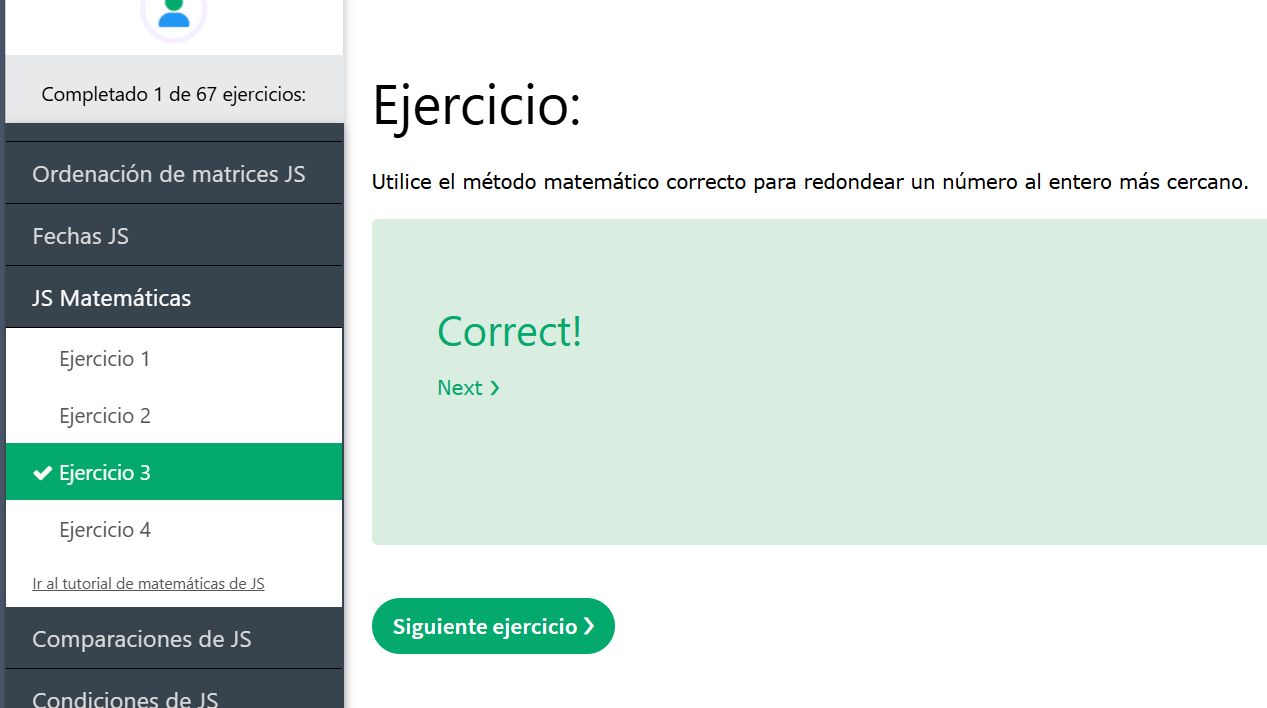 Completado 1 de 67 ejercicios:
Ordenación de matrices JS
Fechas JS
JS Matemáticas
Ejercicio 1
Ejercicio 2
Ejercicio 3
Ejercicio 4
Ir al tutorial de matemáticas de JS
Comparaciones de JS
Condiciones de JS
Ejercicio:
Utilice el método matemático correcto para redondear un número al entero más cercano.
Correct!
Next ❯
Siguiente ejercicio ❯